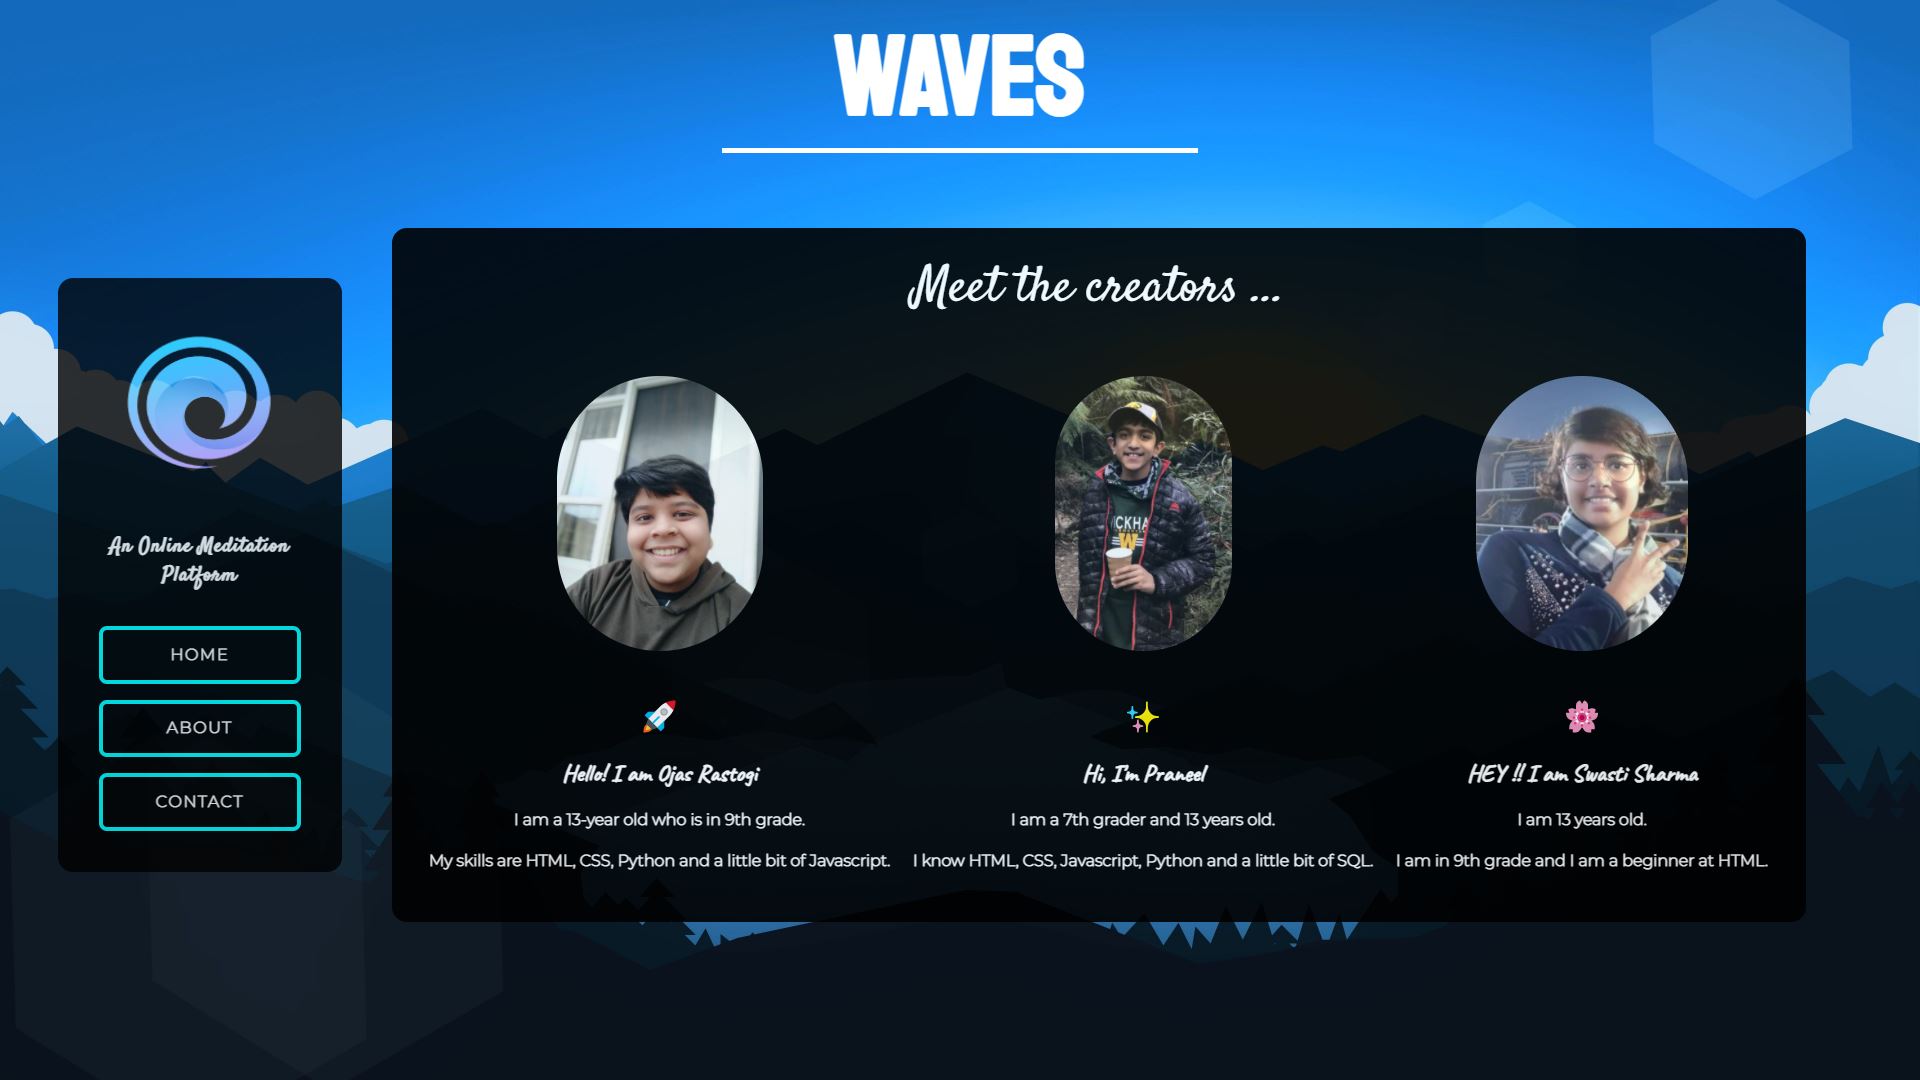 WAVES
Meet the creators ...
An Online Meditation
Platform
HOME
ABOUT
CONTACT
ICKHA
W
Hello! I am Ojas Rastogi
I am a 13-year old who is in 9th grade.
My skills are HTML, CSS, Python and a little bit of Javascript.
Hi, I'm Praneel
I am a 7th grader and 13 years old.
I know HTML, CSS, Javascript, Python and a little bit of SQL.
HEY !! I am Swasti Sharma
I am 13 years old.
I am in 9th grade and I am a beginner at HTML.